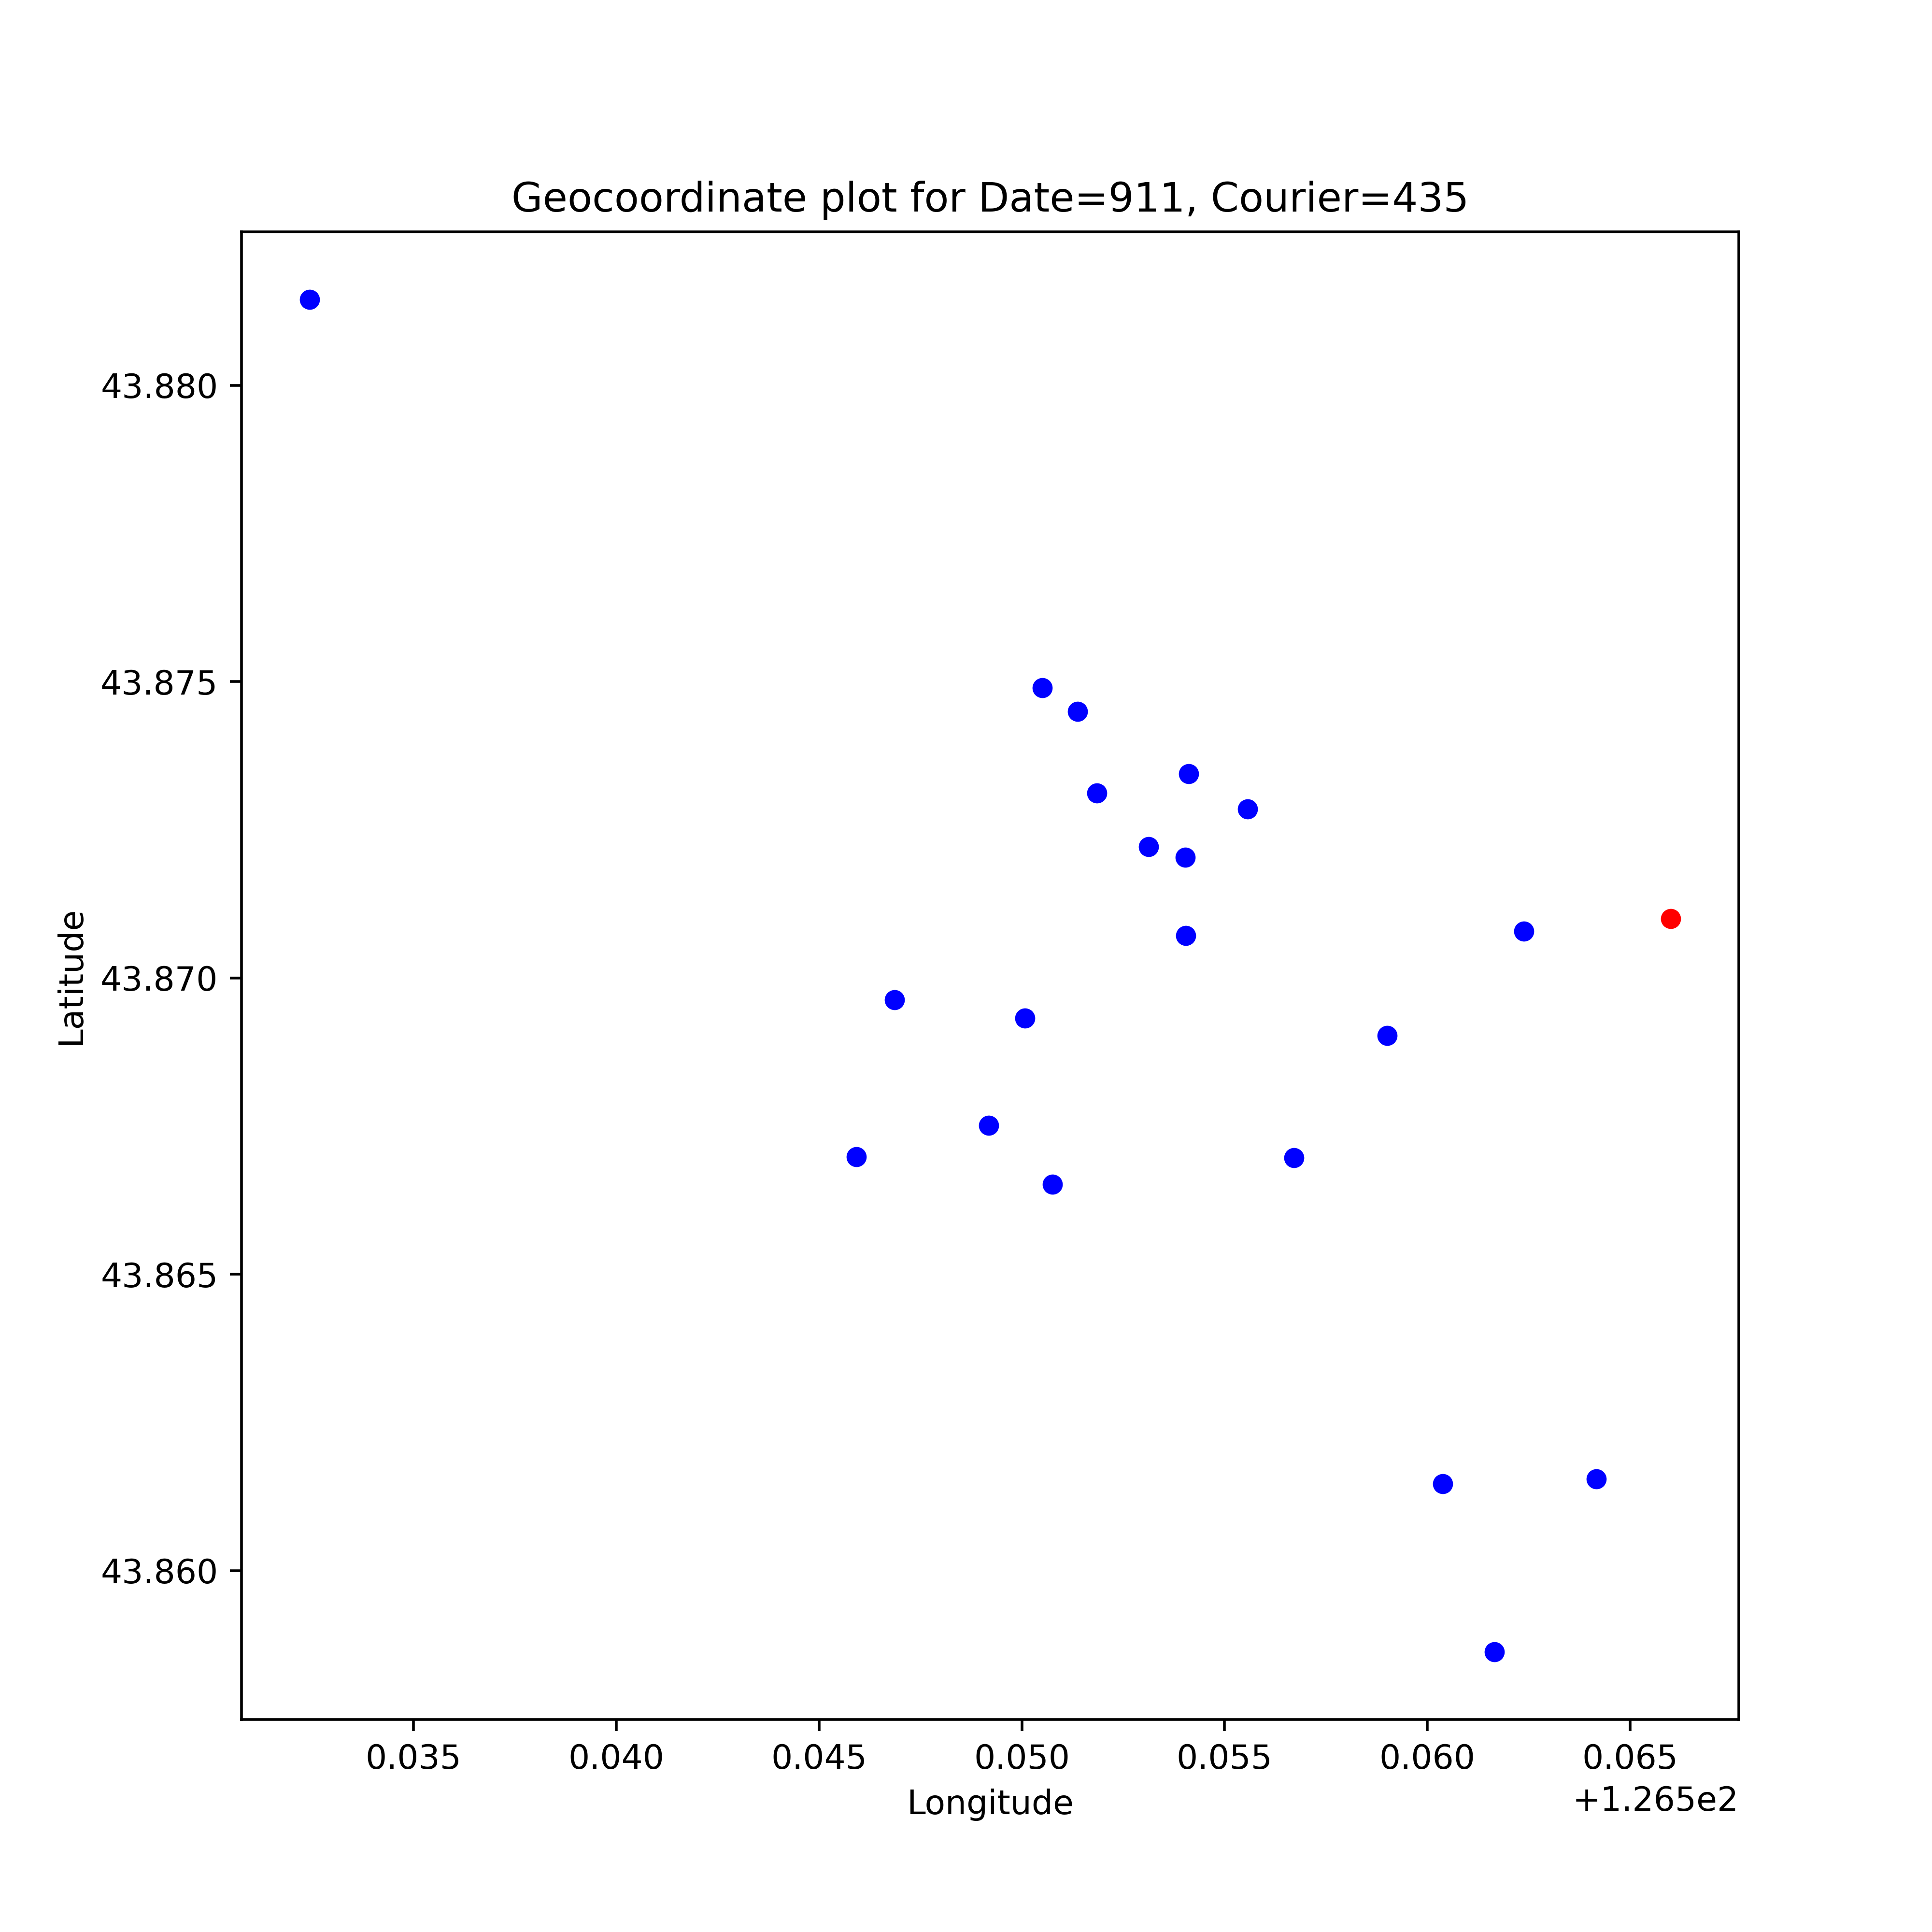 Geocoordinate plot for Date=911, Courier=435
43.880
43.875
43.870
43.865
43.860
Latitude
0.035 0.040 0.045 0.050 0.055 0.060 0.065
Longitude
+1.265e2